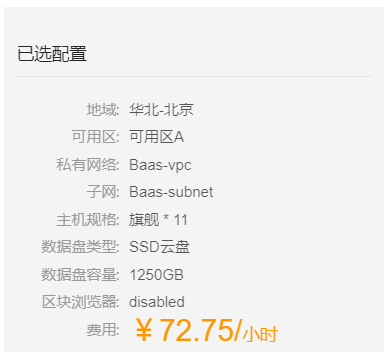 已选配置
地域: 华北-北京
可用区: 可用区A
私有网络: Baas-vpc
子网: Baas-subnet
主机规格: 旗舰 * 11
数据盘类型: SSD云盘
数据盘容量: 1250GB
区块浏览器: disabled
费用: ￥72.75/小时